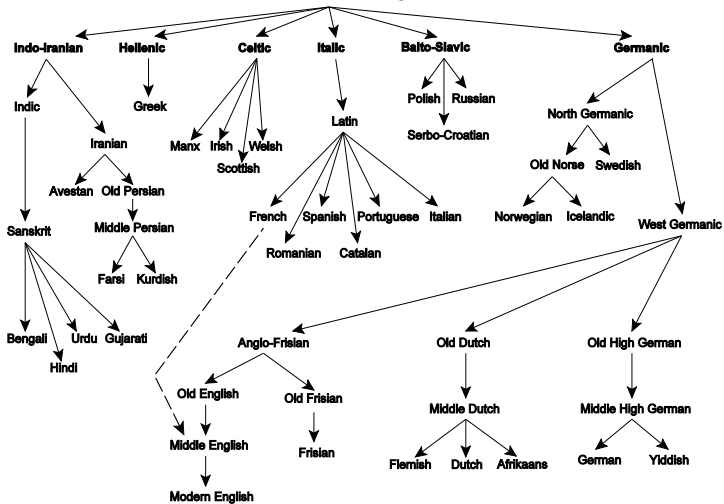 Indo-Iranian Hellenic Celtic Italic Balto-Slavic Germanic
Indic Greek Polish Russian
North Germanic
Latin
Serbo-Croatian
Iranian Manx Irish Welsh
Scottish
Old Norse Swedish
Avestan Old Persian
French Spanish Portuguese Italian Norwegian Icelandic
Sanskrit Middle Persian West Germanic
Romanian Catalan
Farsi Kurdish
Bengali Urdu Gujarati Anglo-Frisian Old Dutch Old High German
Hindi
Old English Old Frisian
Middle Dutch Middle High German
Middle English Frisian
Flemish Dutch Afrikaans German Yiddish
Modern English